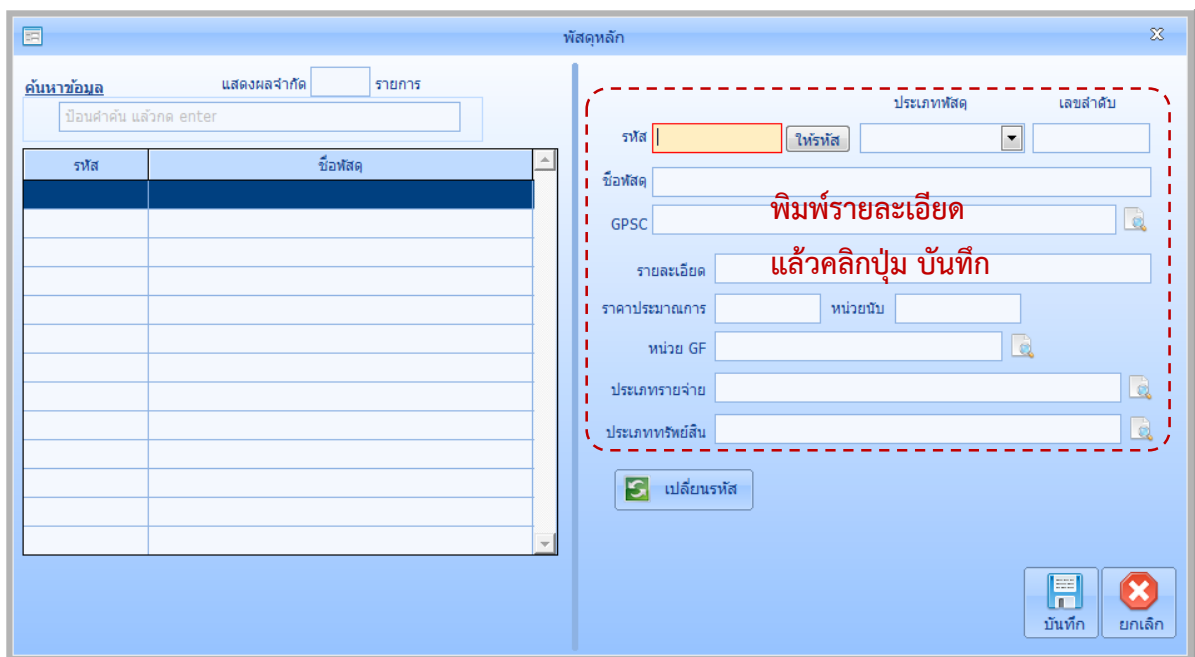 พัสดุหลัก
ค้นหาข้อมูล แสดงผลจำกัด รายการ
ป้อนคำค้น แล้วกด enter
รหัส ชื่อพัสดุ
ประเภทพัสดุ เลขลำดับ
รหัส ให้รหัส
ชื่อพัสดุ
พิมพ์รายละเอียด
GPSC
แล้วคลิกปุ่ม บันทึก
รายละเอียด
ราคาประมาณการ หน่วยนับ
หน่วย GF
ประเภทรายจ่าย
ประเภททรัพย์สิน
เปลี่ยนรหัส
บันทึก ยกเลิก